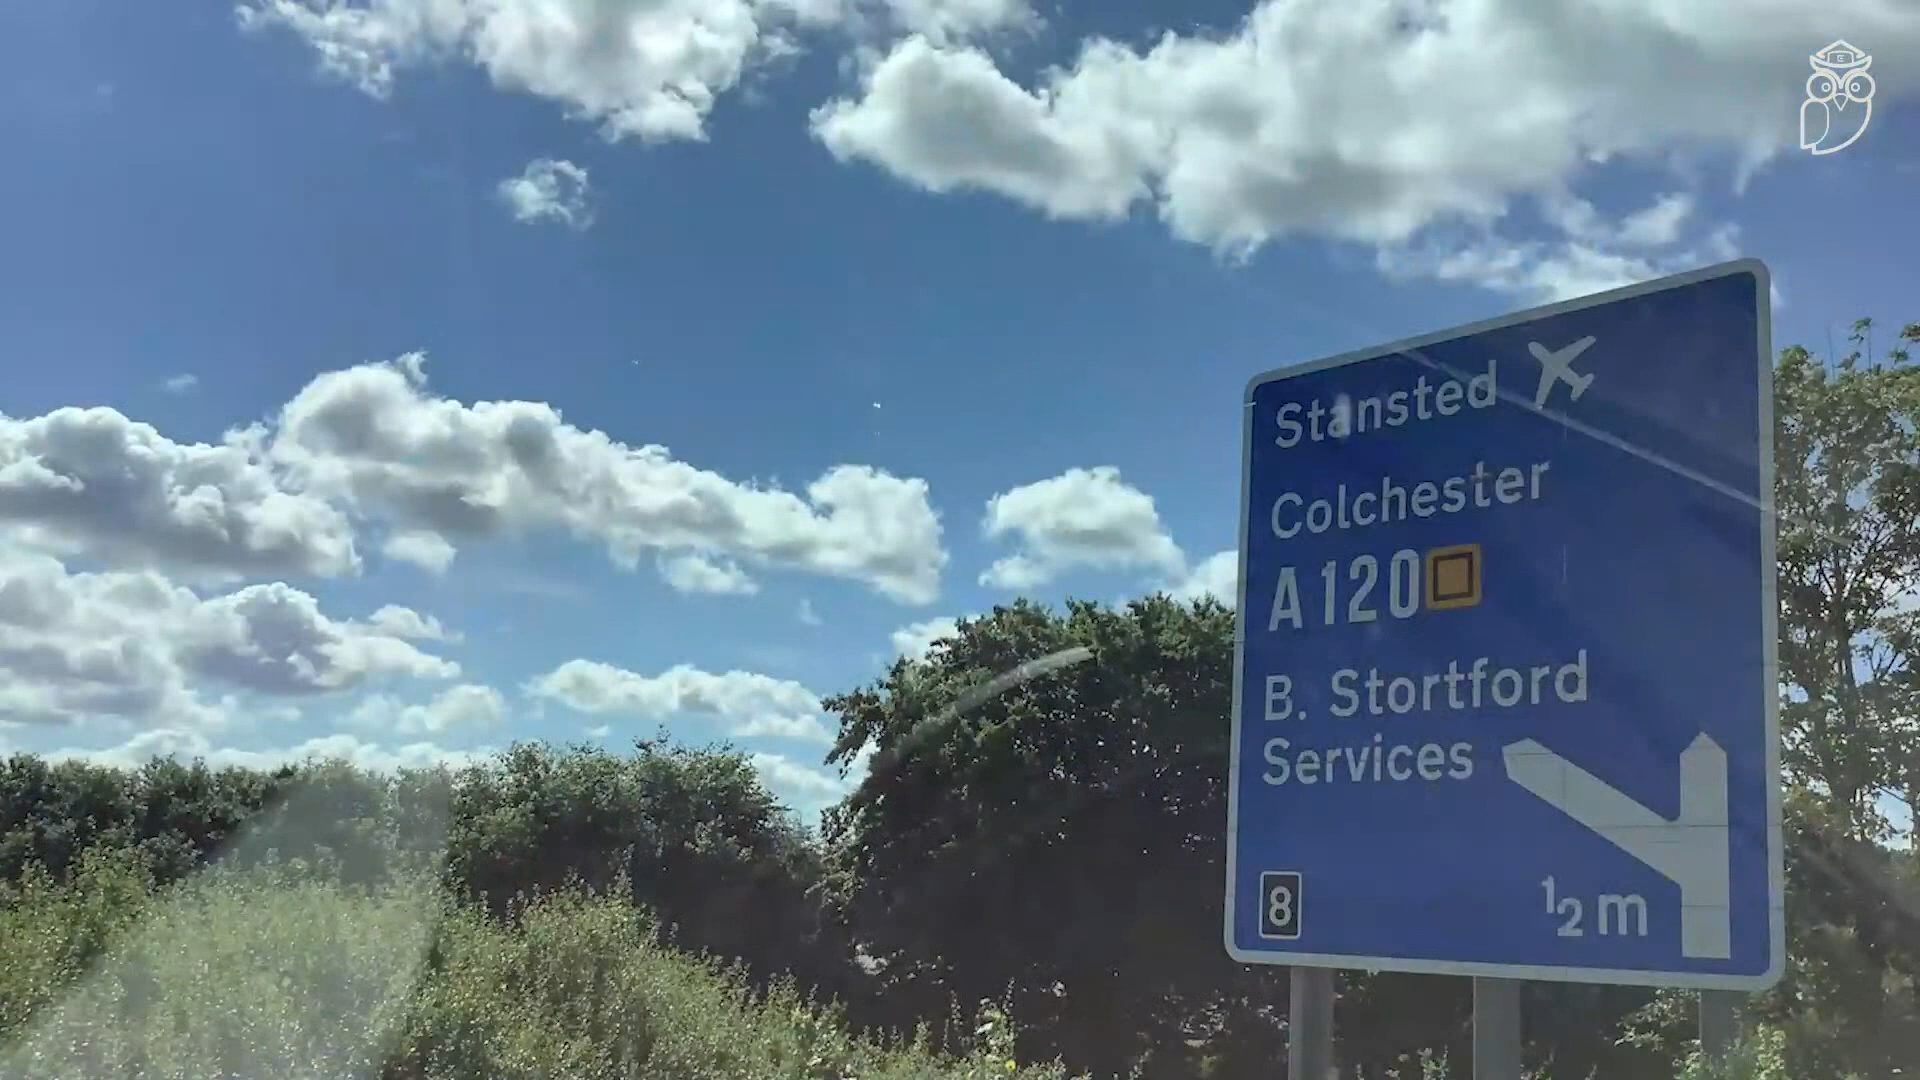 Stansted
Colchester
A120
B. Stortford
Services
8
½ m